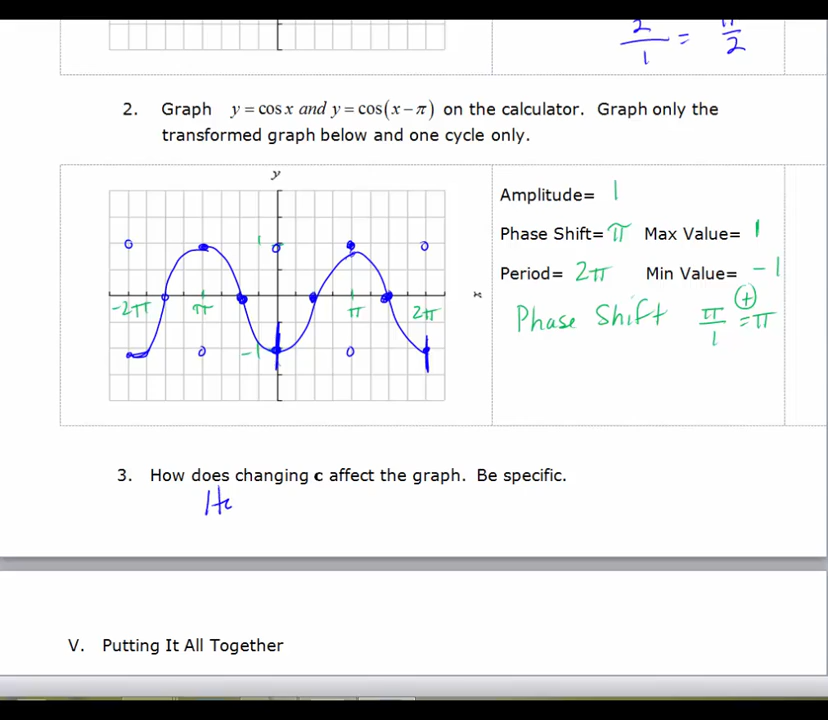 2/1 = π/2
2. Graph y = cos x and y = cos(x − π) on the calculator. Graph only the
transformed graph below and one cycle only.
y
Amplitude= 1
Phase Shift= π Max Value= 1
Period= 2π Min Value= −1
Phase Shift π/1 = π (+)
1
-2π π π 2π x
-1
3. How does changing c affect the graph. Be specific.
V. Putting It All Together